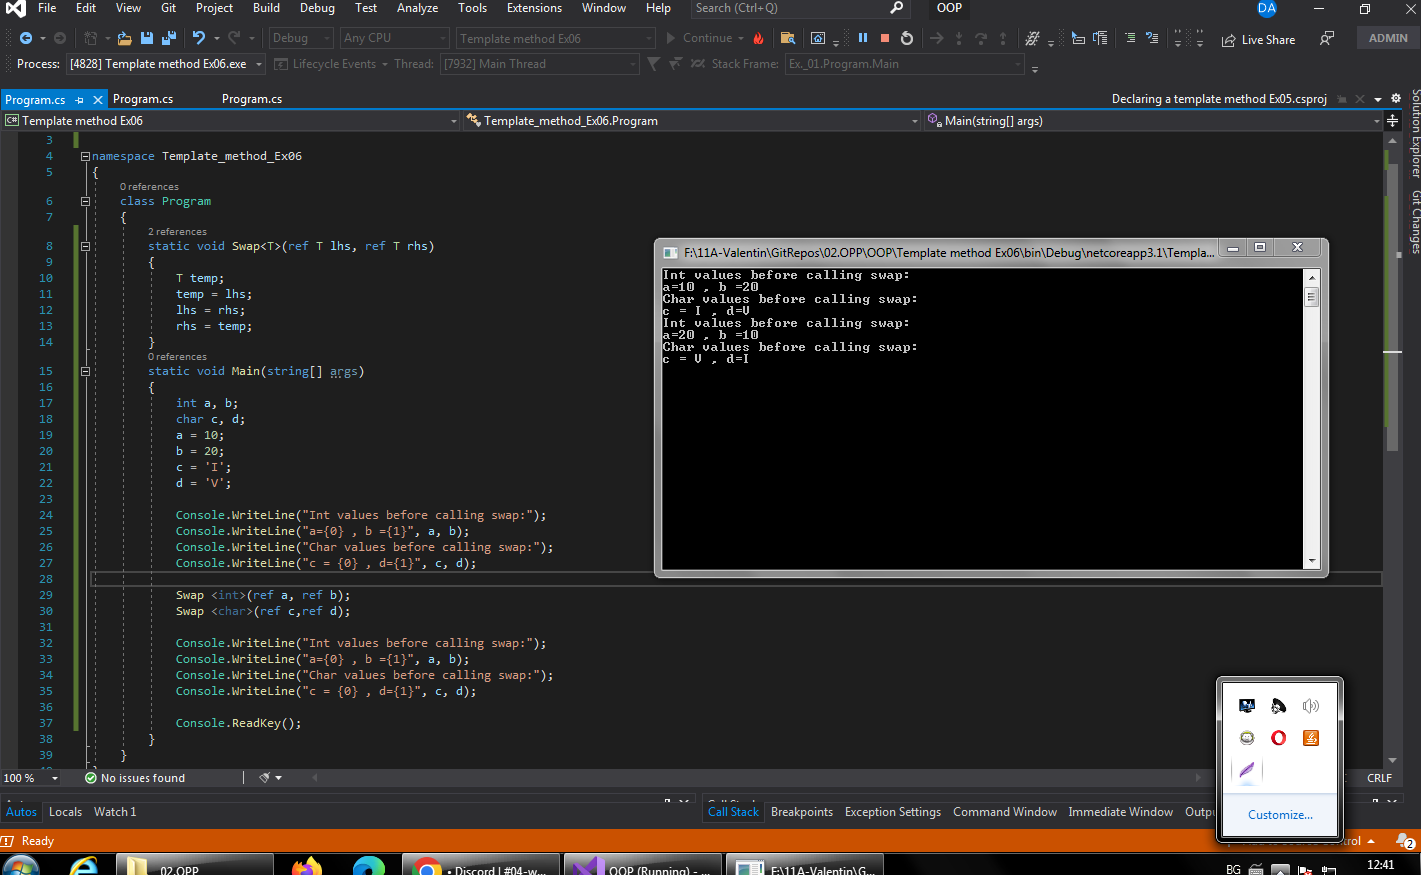 File Edit View Git Project Build Debug Test Analyze Tools Extensions Window Help Search (Ctrl+Q) OOP DA
Debug Any CPU Template method Ex06 Continue Live Share ADMIN
Process: [4828] Template method Ex06.exe Lifecycle Events Thread: [7932] Main Thread Stack Frame: Ex._01.Program.Main
Program.cs Program.cs Program.cs Declaring a template method Ex05.csproj
C# Template method Ex06 Template_method_Ex06.Program Main(string[] args)
Solution Explorer
Git Changes
3
4 namespace Template_method_Ex06
5 {
0 references
6 class Program
7 {
2 references
8 static void Swap<T>(ref T lhs, ref T rhs)
9 {
10 T temp;
11 temp = lhs;
12 lhs = rhs;
13 rhs = temp;
14 }
0 references
15 static void Main(string[] args)
16 {
17 int a, b;
18 char c, d;
19 a = 10;
20 b = 20;
21 c = 'I';
22 d = 'V';
23
24 Console.WriteLine("Int values before calling swap:");
25 Console.WriteLine("a={0} , b ={1}", a, b);
26 Console.WriteLine("Char values before calling swap:");
27 Console.WriteLine("c = {0} , d={1}", c, d);
28
29 Swap <int>(ref a, ref b);
30 Swap <char>(ref c,ref d);
31
32 Console.WriteLine("Int values before calling swap:");
33 Console.WriteLine("a={0} , b ={1}", a, b);
34 Console.WriteLine("Char values before calling swap:");
35 Console.WriteLine("c = {0} , d={1}", c, d);
36
37 Console.ReadKey();
38 }
39 }
F:\11A-Valentin\GitRepos\02.OPP\OOP\Template method Ex06\bin\Debug\netcoreapp3.1\Templa...
Int values before calling swap:
a=10 , b =20
Char values before calling swap:
c = I , d=V
Int values before calling swap:
a=20 , b =10
Char values before calling swap:
c = V , d=I
Customize...
100 % No issues found CRLF
Autos Locals Watch 1 Call Stack Breakpoints Exception Settings Command Window Immediate Window
Ready 2
02.OPP • Discord | #04-w... OOP (Running) - ... F:\11A-Valentin\G... BG 12:41